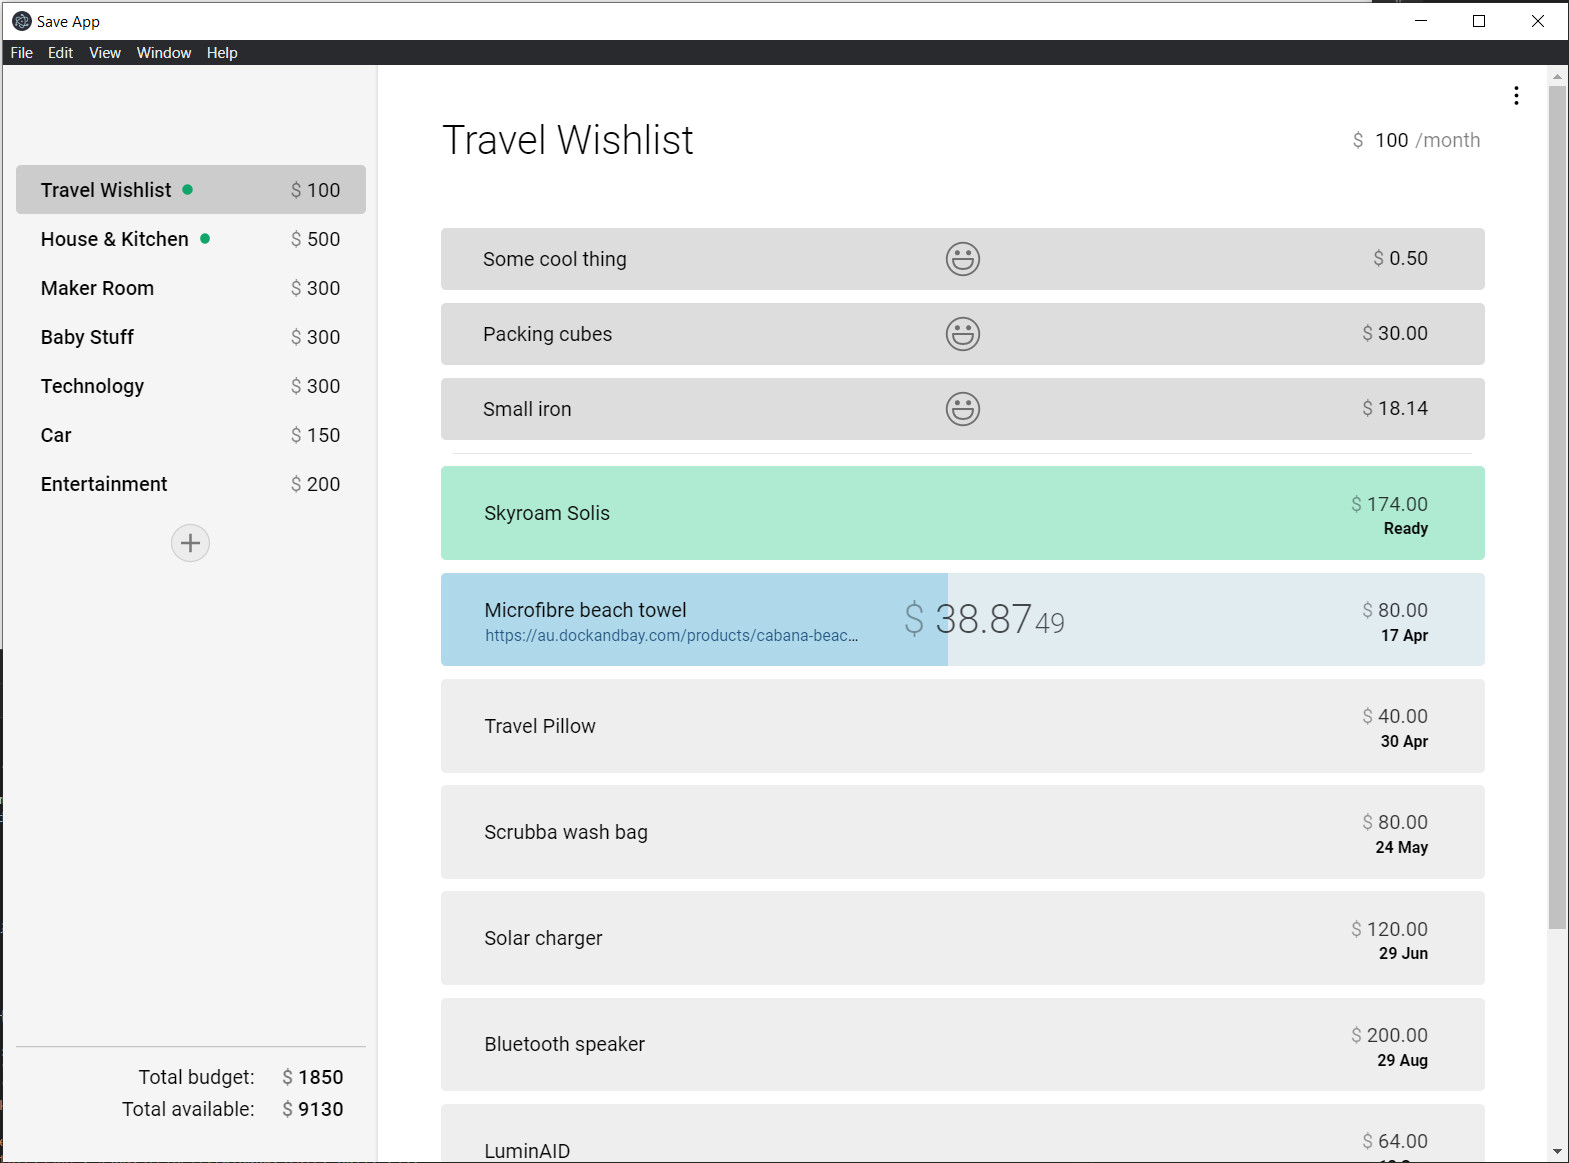 Save App
File Edit View Window Help
Travel Wishlist $ 100
House & Kitchen $ 500
Maker Room $ 300
Baby Stuff $ 300
Technology $ 300
Car $ 150
Entertainment $ 200
Total budget: $ 1850
Total available: $ 9130
Travel Wishlist $ 100 /month
Some cool thing $ 0.50
Packing cubes $ 30.00
Small iron $ 18.14
Skyroam Solis $ 174.00
Ready
Microfibre beach towel $ 38.8749 $ 80.00
https://au.dockandbay.com/products/cabana-beac... 17 Apr
Travel Pillow $ 40.00
30 Apr
Scrubba wash bag $ 80.00
24 May
Solar charger $ 120.00
29 Jun
Bluetooth speaker $ 200.00
29 Aug
LuminAID $ 64.00